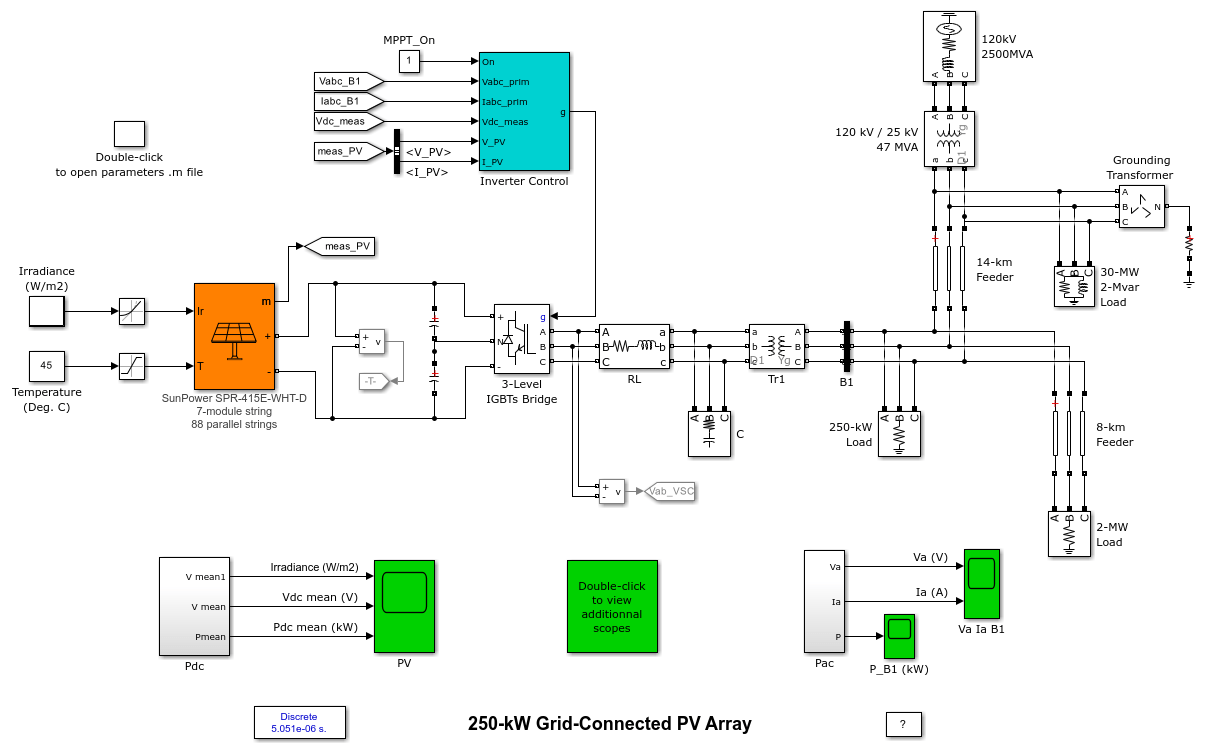 120kV
2500MVA
A B C
MPPT_On
1
Vabc_B1
Iabc_B1
Vdc_meas
meas_PV
<V_PV>
<I_PV>
On
Vabc_prim
Iabc_prim
Vdc_meas
V_PV
I_PV
g
Inverter Control
Double-click
to open parameters .m file
A B C
120 kV / 25 kV
47 MVA
Yg
D1
a b c
Grounding
Transformer
A
B
C
N
14-km
Feeder
A B C
30-MW
2-Mvar
Load
meas_PV
Irradiance
(W/m2)
45
Temperature
(Deg. C)
Ir
T
m
+
-
SunPower SPR-415E-WHT-D
7-module string
88 parallel strings
+
-
v
-T-
+
N
-
g
A
B
C
3-Level
IGBTs Bridge
A
B
C
a
b
c
RL
a
b
c
A
B
C
D1 Yg
Tr1
B1
A B C
C
A B C
250-kW
Load
8-km
Feeder
A B C
2-MW
Load
+
-
v
Vab_VSC
V mean1
V mean
Pmean
Pdc
Irradiance (W/m2)
Vdc mean (V)
Pdc mean (kW)
PV
Double-click
to view
additionnal
scopes
Va
Ia
P
Pac
Va (V)
Ia (A)
Va Ia B1
P_B1 (kW)
Discrete
5.051e-06 s.
250-kW Grid-Connected PV Array
?